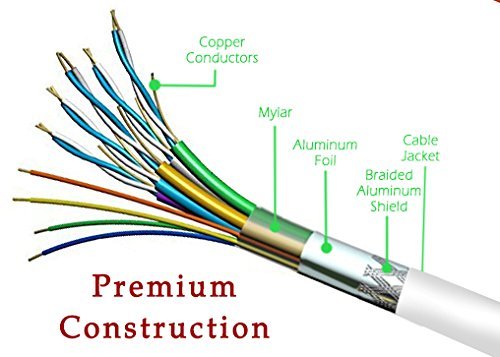 Copper
Conductors
Mylar
Aluminum
Foil
Cable
Jacket
Braided
Aluminum
Shield
Premium
Construction